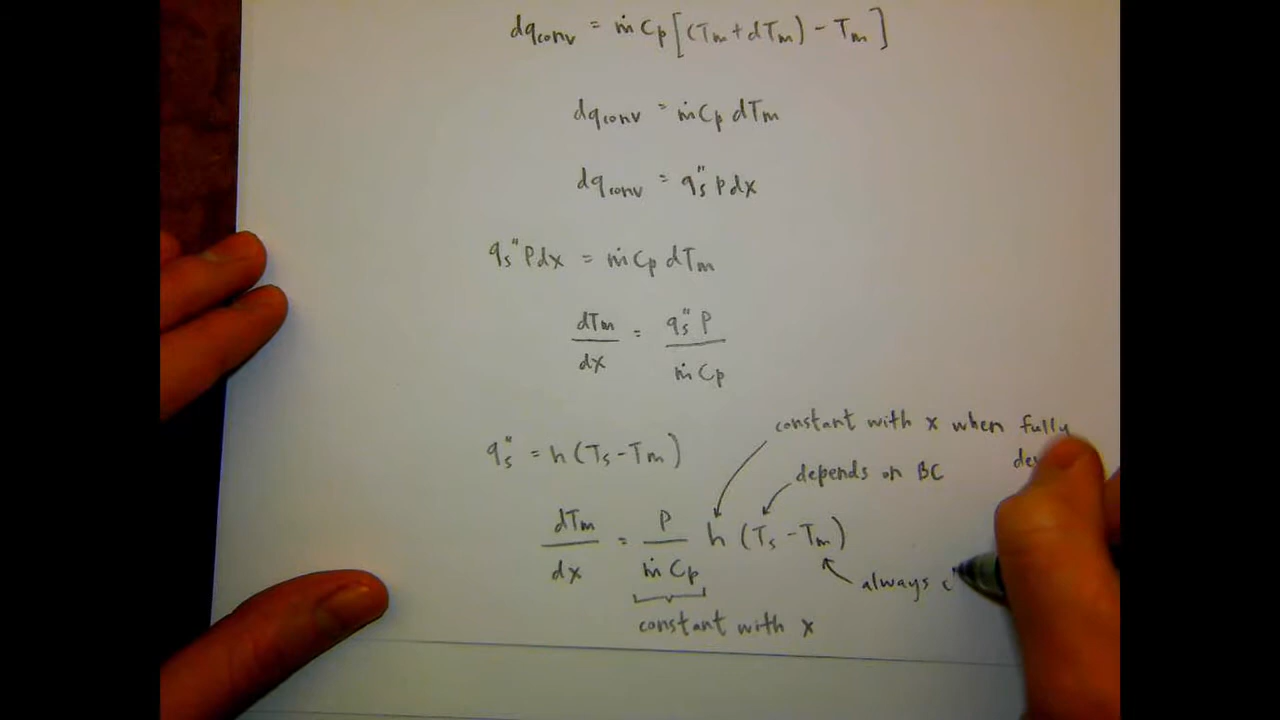 dq_conv = ṁ Cp [(Tm + dTm) − Tm]
dq_conv = ṁ Cp dTm
dq_conv = q_s'' P dx
q_s'' P dx = ṁ Cp dTm
dTm/dx = q_s'' P / ṁ Cp
constant with x when fully
q_s'' = h (Ts − Tm)
depends on BC
dTm/dx = P / ṁ Cp h (Ts − Tm)
always
constant with x